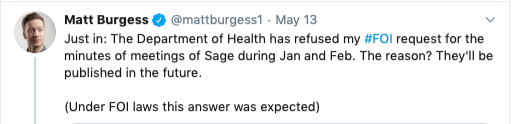 Matt Burgess @mattburgess1 · May 13
Just in: The Department of Health has refused my #FOI request for the
minutes of meetings of Sage during Jan and Feb. The reason? They'll be
published in the future.
(Under FOI laws this answer was expected)